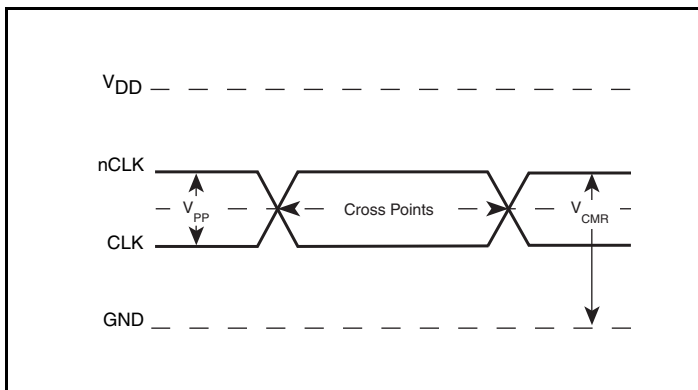 VDD
nCLK
VPP
Cross Points
VCMR
CLK
GND